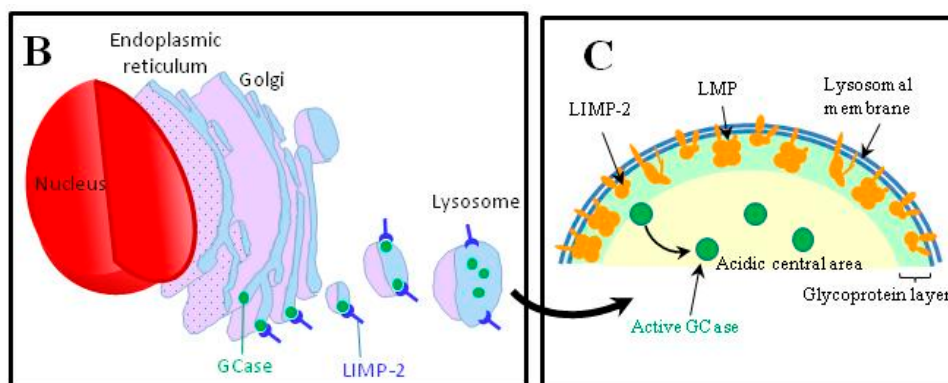 B
Endoplasmic
reticulum
Golgi
Nucleus
Lysosome
GCase
LIMP-2
C
LMP
Lysosomal
membrane
LIMP-2
Acidic central area
Glycoprotein layer
Active GCase